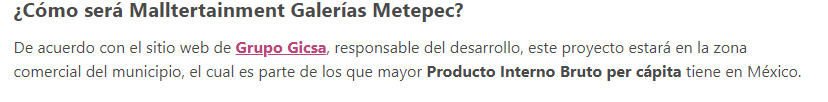 ¿Cómo será Malltertainment Galerías Metepec?
De acuerdo con el sitio web de Grupo Gicsa, responsable del desarrollo, este proyecto estará en la zona
comercial del municipio, el cual es parte de los que mayor Producto Interno Bruto per cápita tiene en México.